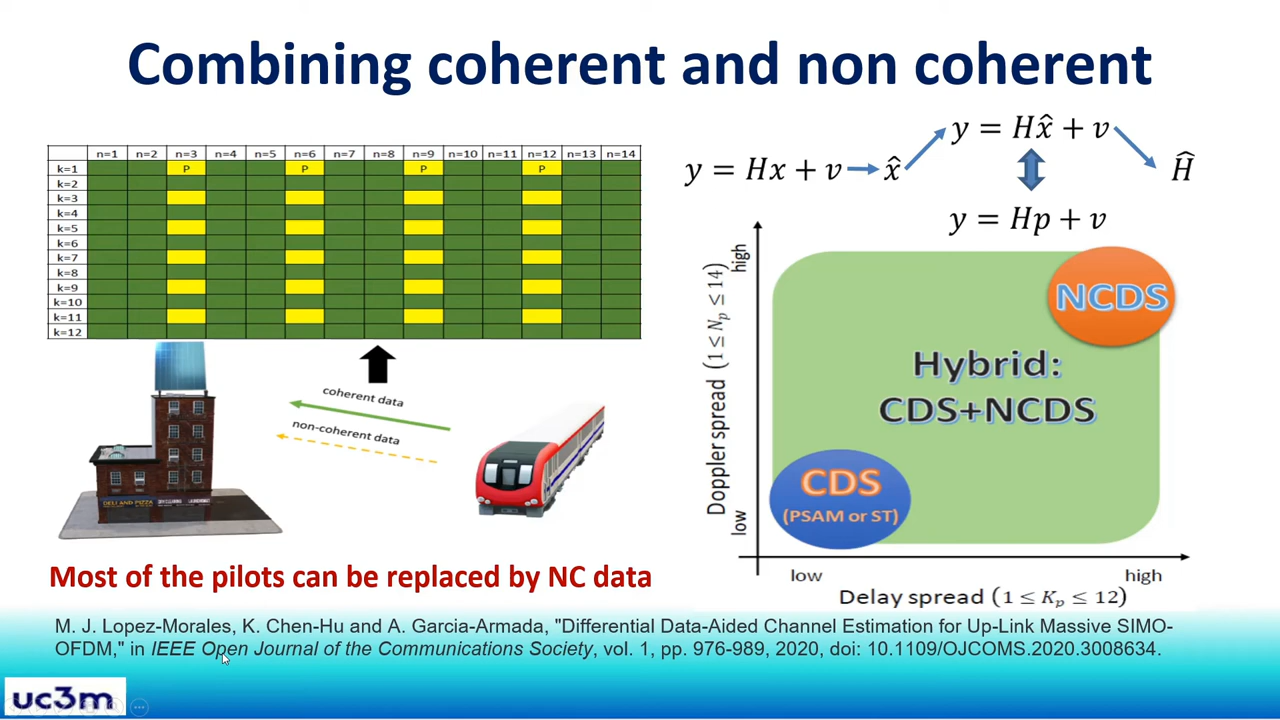 Combining coherent and non coherent
n=1 n=2 n=3 n=4 n=5 n=6 n=7 n=8 n=9 n=10 n=11 n=12 n=13 n=14
k=1 P P P P
k=2
k=3
k=4
k=5
k=6
k=7
k=8
k=9
k=10
k=11
k=12
coherent data
non-coherent data
DELI AND PIZZA
Most of the pilots can be replaced by NC data
y = Hx̂ + v
y = Hx + v x̂ Ĥ
y = Hp + v
Doppler spread (1 ≤ N_p ≤ 14)
high
low
NCDS
Hybrid:
CDS+NCDS
CDS
(PSAM or ST)
low high
Delay spread (1 ≤ K_p ≤ 12)
M. J. Lopez-Morales, K. Chen-Hu and A. Garcia-Armada, "Differential Data-Aided Channel Estimation for Up-Link Massive SIMO-
OFDM," in IEEE Open Journal of the Communications Society, vol. 1, pp. 976-989, 2020, doi: 10.1109/OJCOMS.2020.3008634.
uc3m